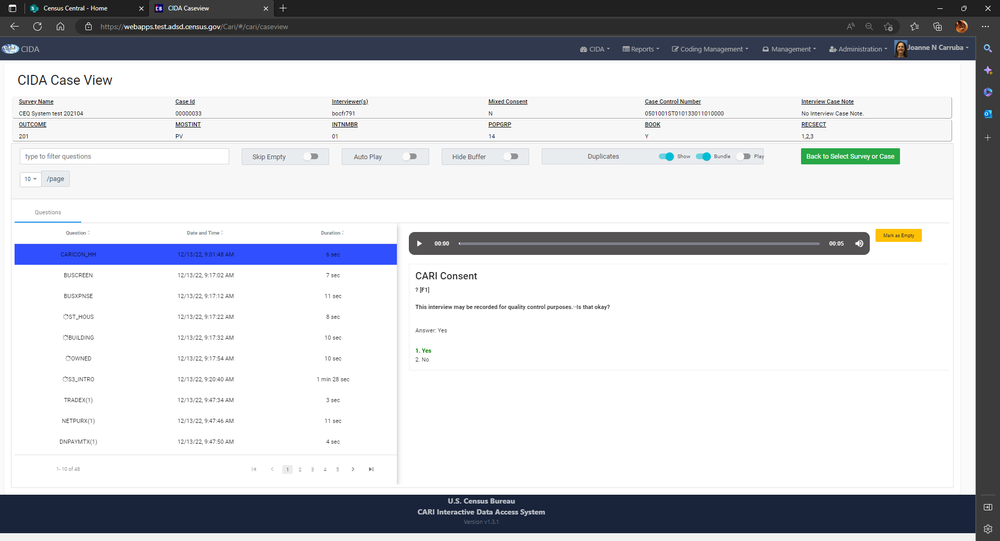 Census Central - Home
CIDA Caseview
https://webapps.test.adsd.census.gov/Cari/#/cari/caseview
CIDA
CIDA Reports Coding Management Management Administration Joanne N Carruba
CIDA Case View
Survey Name Case Id Interviewer(s) Mixed Consent Case Control Number Interview Case Note
CEQ System test 202104 00000033 bocfr791 N 0501001ST010133011010000 No Interview Case Note.
OUTCOME MOSTINT INTNMBR POPGRP BOOK RECSECT
201 PV 01 14 Y 1,2,3
type to filter questions Skip Empty Auto Play Hide Buffer Duplicates Show Bundle Play Back to Select Survey or Case
10 /page
Questions
Question Date and Time Duration
CARICON_HH 12/13/22, 9:01:48 AM 6 sec
BUSCREEN 12/13/22, 9:17:02 AM 7 sec
BUSXPNSE 12/13/22, 9:17:12 AM 11 sec
ST_HOUS 12/13/22, 9:17:22 AM 8 sec
BUILDING 12/13/22, 9:17:32 AM 10 sec
OWNED 12/13/22, 9:17:54 AM 10 sec
S3_INTRO 12/13/22, 9:20:40 AM 1 min 28 sec
TRADEX(1) 12/13/22, 9:47:34 AM 3 sec
NETPURX(1) 12/13/22, 9:47:46 AM 11 sec
DNPAYMTX(1) 12/13/22, 9:47:50 AM 4 sec
1-10 of 48 1 2 3 4 5
00:00 00:05 Mark as Empty
CARI Consent
? [F1]
This interview may be recorded for quality control purposes.··Is that okay?
Answer: Yes
1. Yes
2. No
U.S. Census Bureau
CARI Interactive Data Access System
Version v1.3.1